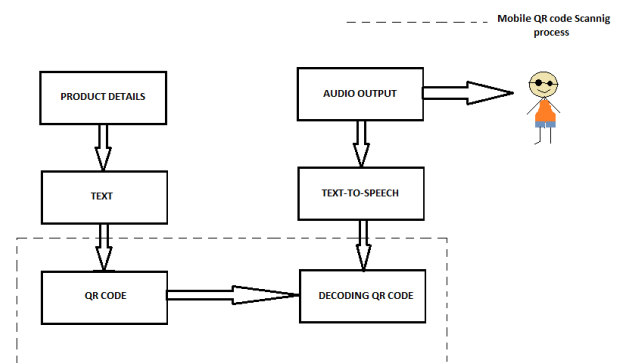 Mobile QR code Scannig
process
PRODUCT DETAILS
AUDIO OUTPUT
TEXT
TEXT-TO-SPEECH
QR CODE
DECODING QR CODE